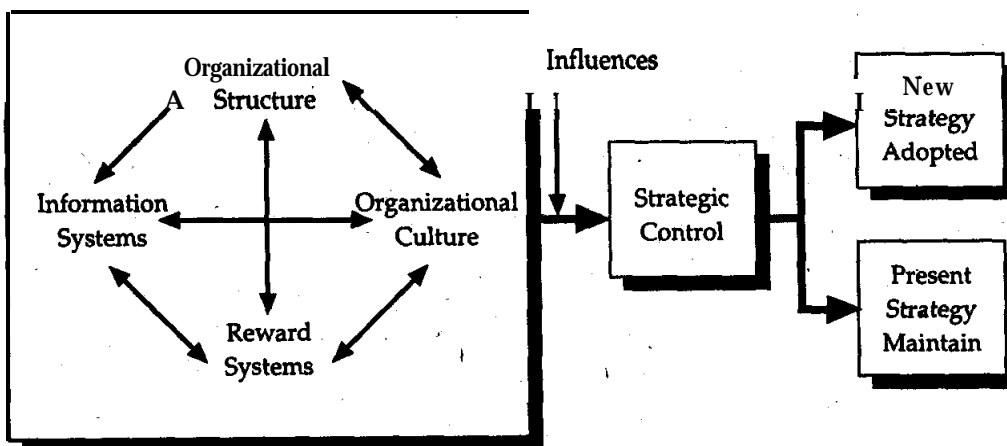 Organizational
A Structure
Influences
Information
Systems
Organizational
Culture
Reward
Systems
Strategic
Control
New
Strategy
Adopted
Present
Strategy
Maintain